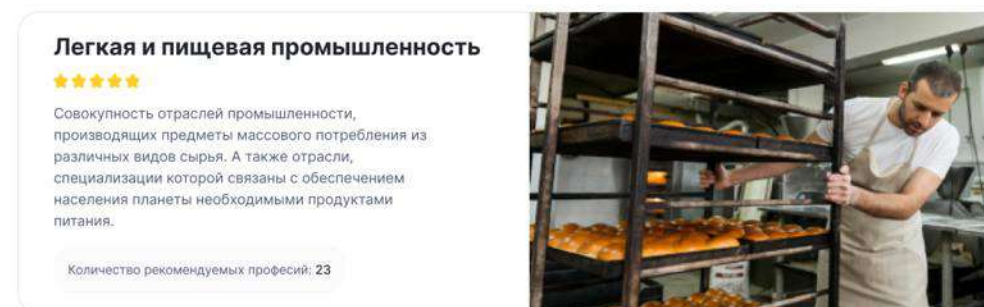 Легкая и пищевая промышленность
Совокупность отраслей промышленности,
производящих предметы массового потребления из
различных видов сырья. А также отрасли,
специализации которой связаны с обеспечением
населения планеты необходимыми продуктами
питания.
Количество рекомендуемых професий: 23